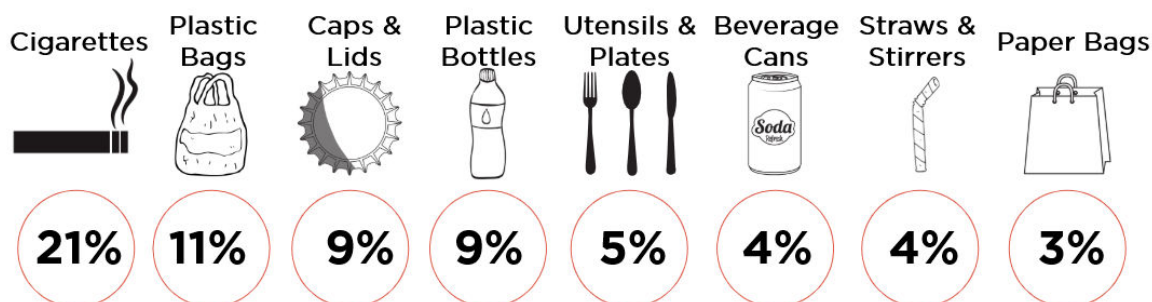 Cigarettes
Plastic
Bags
Caps &
Lids
Plastic
Bottles
Utensils &
Plates
Beverage
Cans
Straws &
Stirrers
Paper Bags
Soda
Refresh
21%
11%
9%
9%
5%
4%
4%
3%